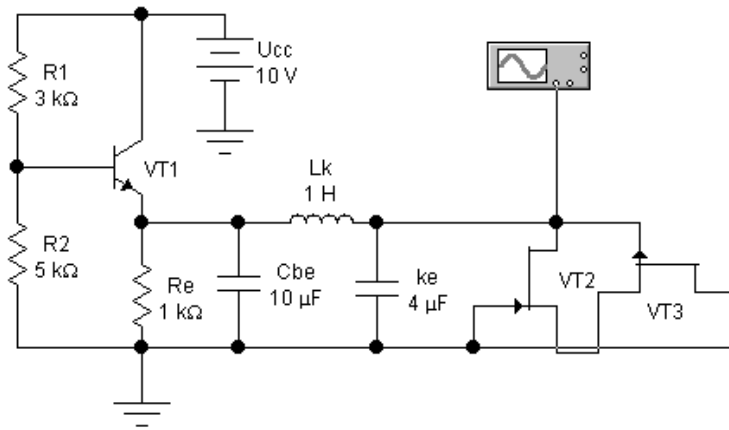 Ucc
10 V
R1
3 kΩ
VT1
Lk
1 H
R2
5 kΩ
Re
1 kΩ
Cbe
10 µF
ke
4 µF
VT2
VT3